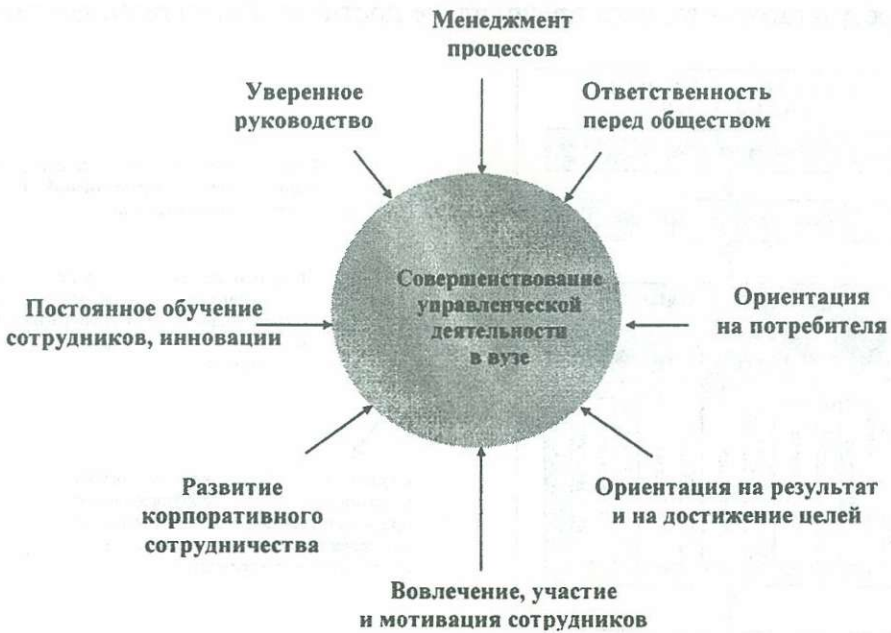 Менеджмент
процессов
Уверенное
руководство
Ответственность
перед обществом
Совершенствование
управленческой
деятельности
в вузе
Постоянное обучение
сотрудников, инновации
Ориентация
на потребителя
Развитие
корпоративного
сотрудничества
Ориентация на результат
и на достижение целей
Вовлечение, участие
и мотивация сотрудников